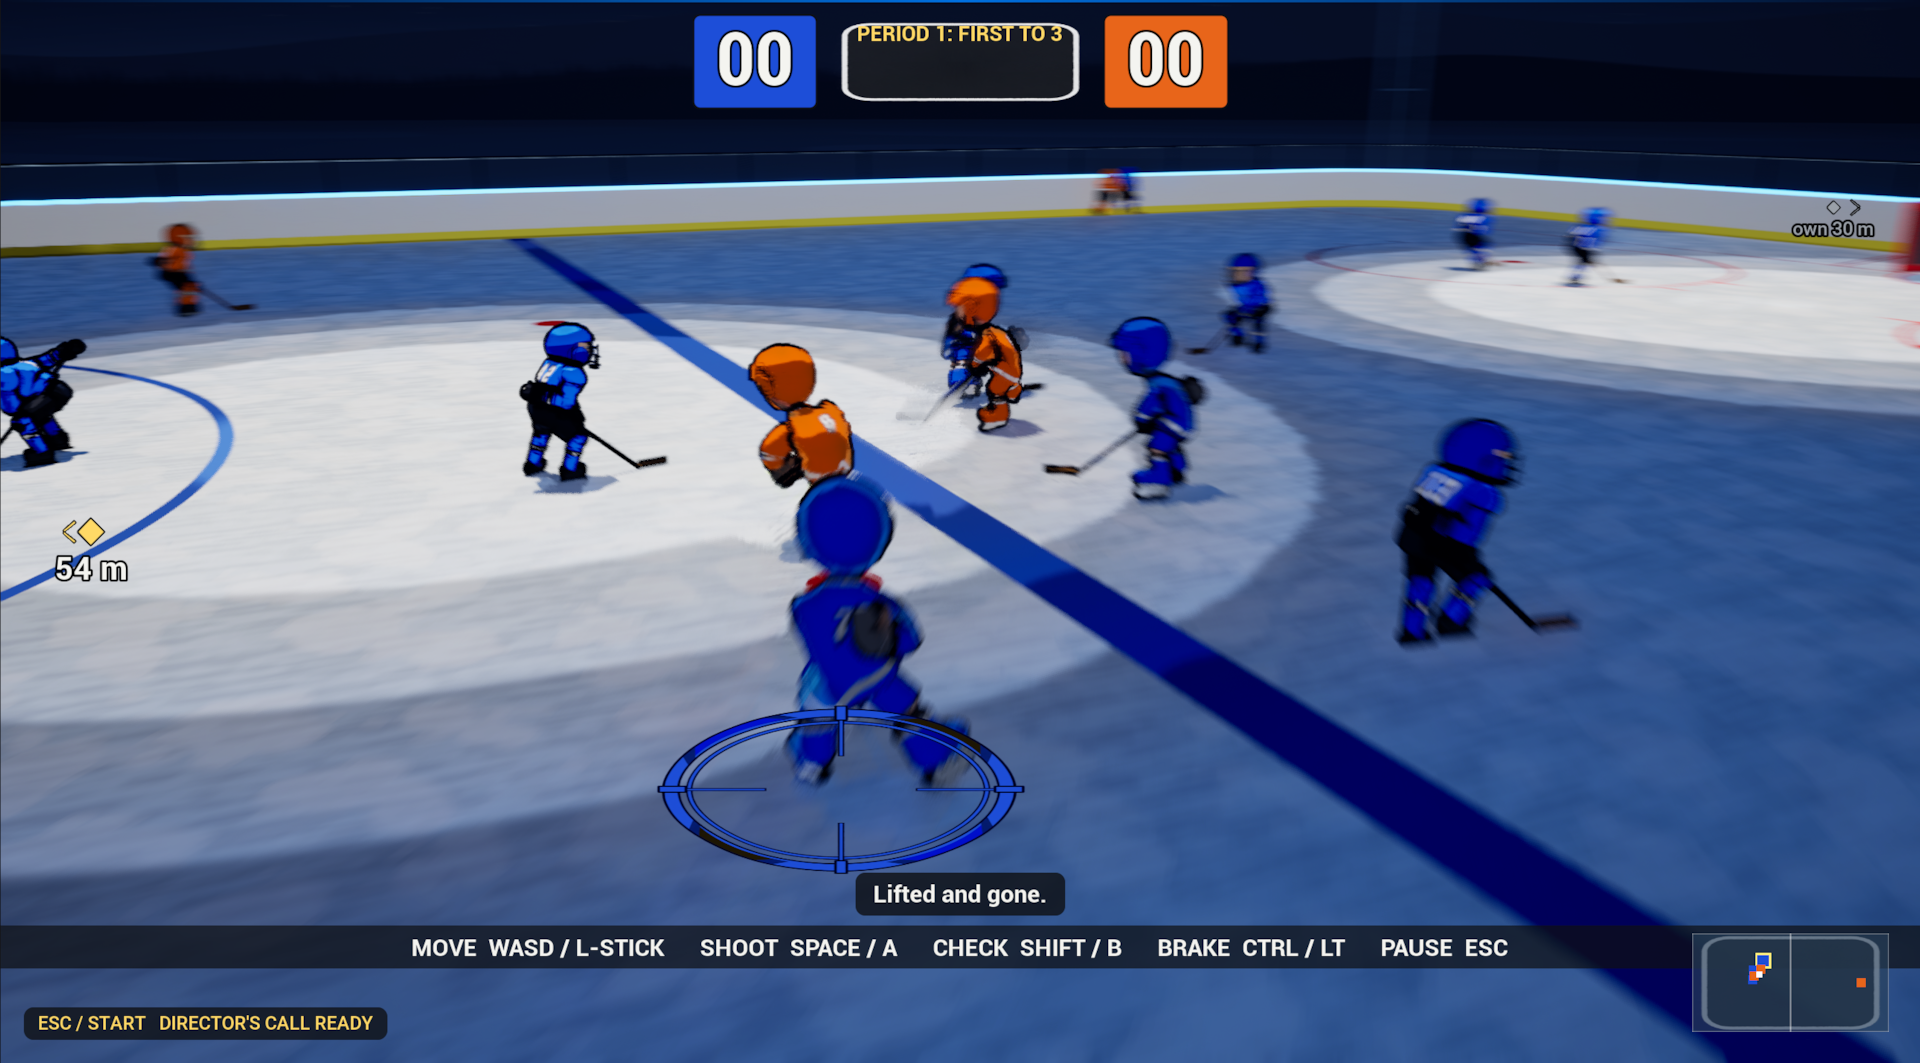 00
PERIOD 1: FIRST TO 3
00
own 30 m
54 m
Lifted and gone.
MOVE WASD / L-STICK SHOOT SPACE / A CHECK SHIFT / B BRAKE CTRL / LT PAUSE ESC
ESC / START DIRECTOR'S CALL READY